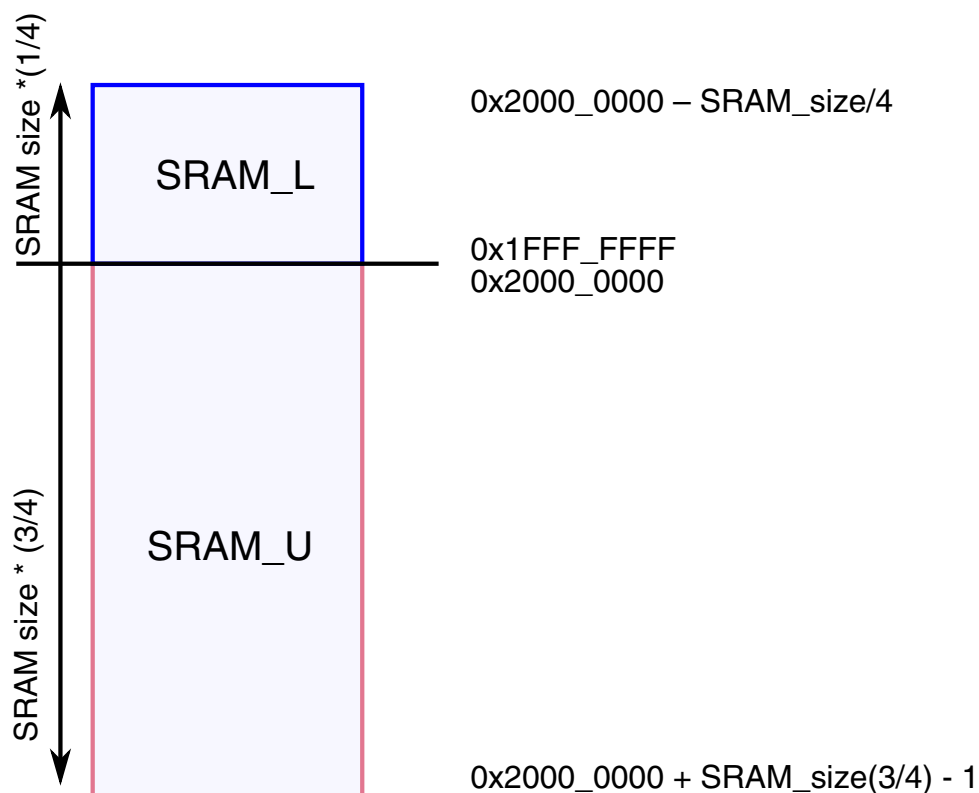 SRAM size *(1/4)
0x2000_0000 – SRAM_size/4
SRAM_L
0x1FFF_FFFF
0x2000_0000
SRAM size * (3/4)
SRAM_U
0x2000_0000 + SRAM_size(3/4) - 1